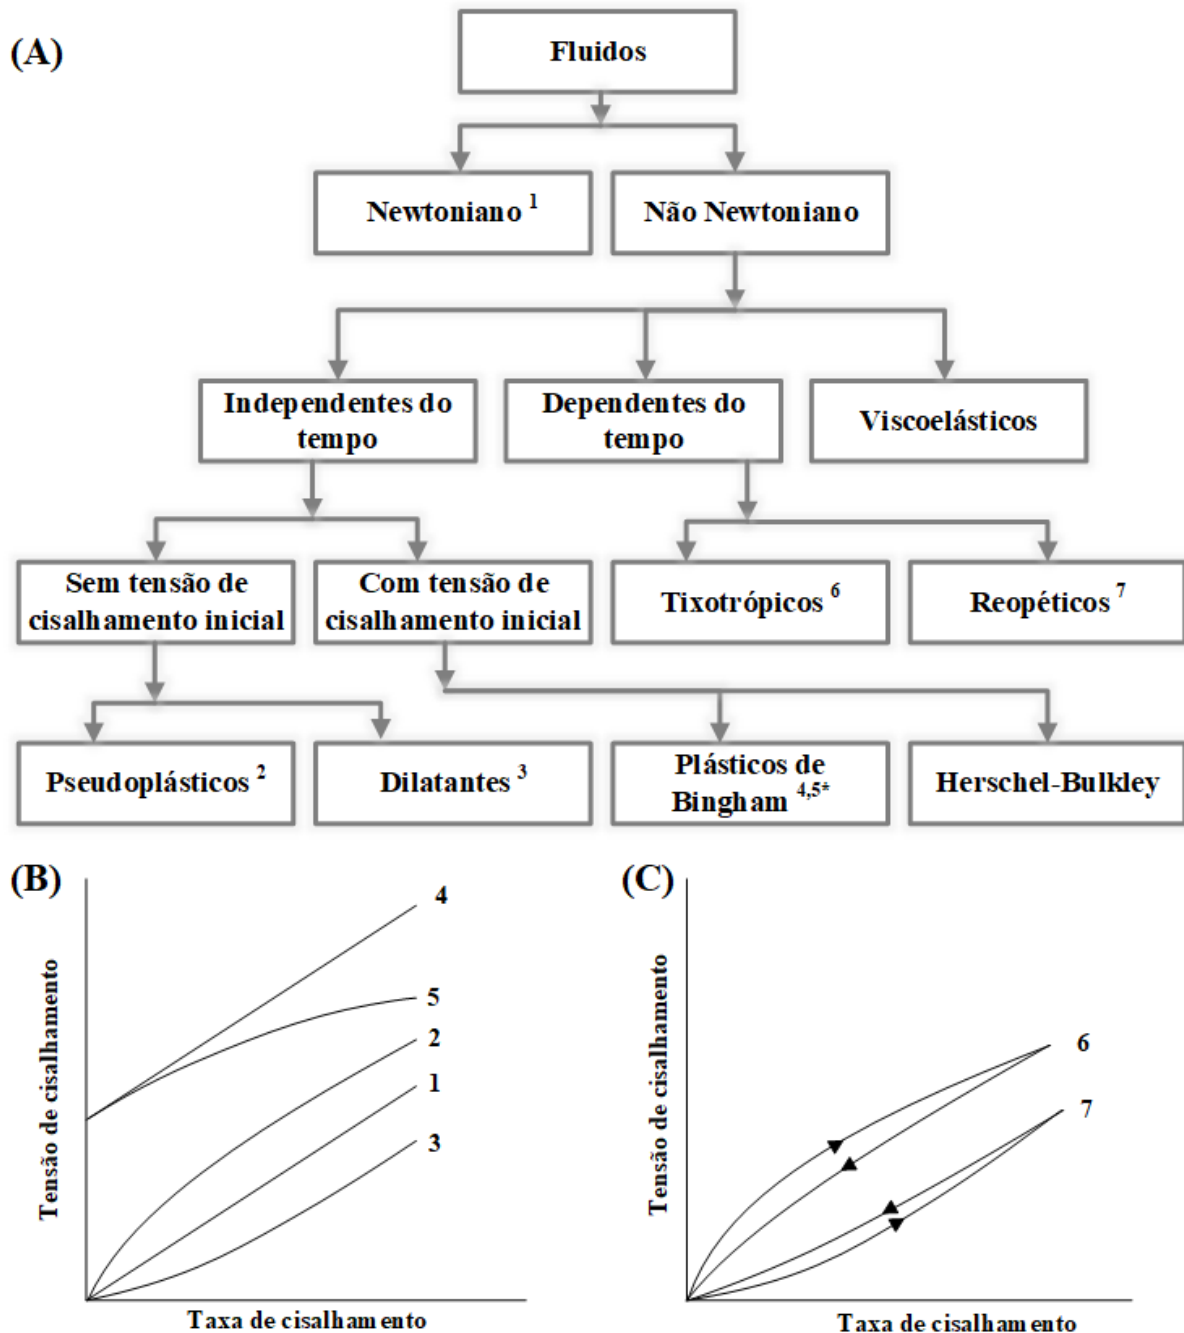 (A)
Fluidos
Newtoniano 1
Não Newtoniano
Independentes do
tempo
Dependentes do
tempo
Viscoelásticos
Sem tensão de
cisalhamento inicial
Com tensão de
cisalhamento inicial
Tixotrópicos 6
Reopéticos 7
Pseudoplásticos 2
Dilatantes 3
Plásticos de
Bingham 4,5*
Herschel-Bulkley
(B)
Tensão de cisalhamento
4
5
2
1
3
Taxa de cisalhamento
(C)
Tensão de cisalhamento
6
7
Taxa de cisalhamento